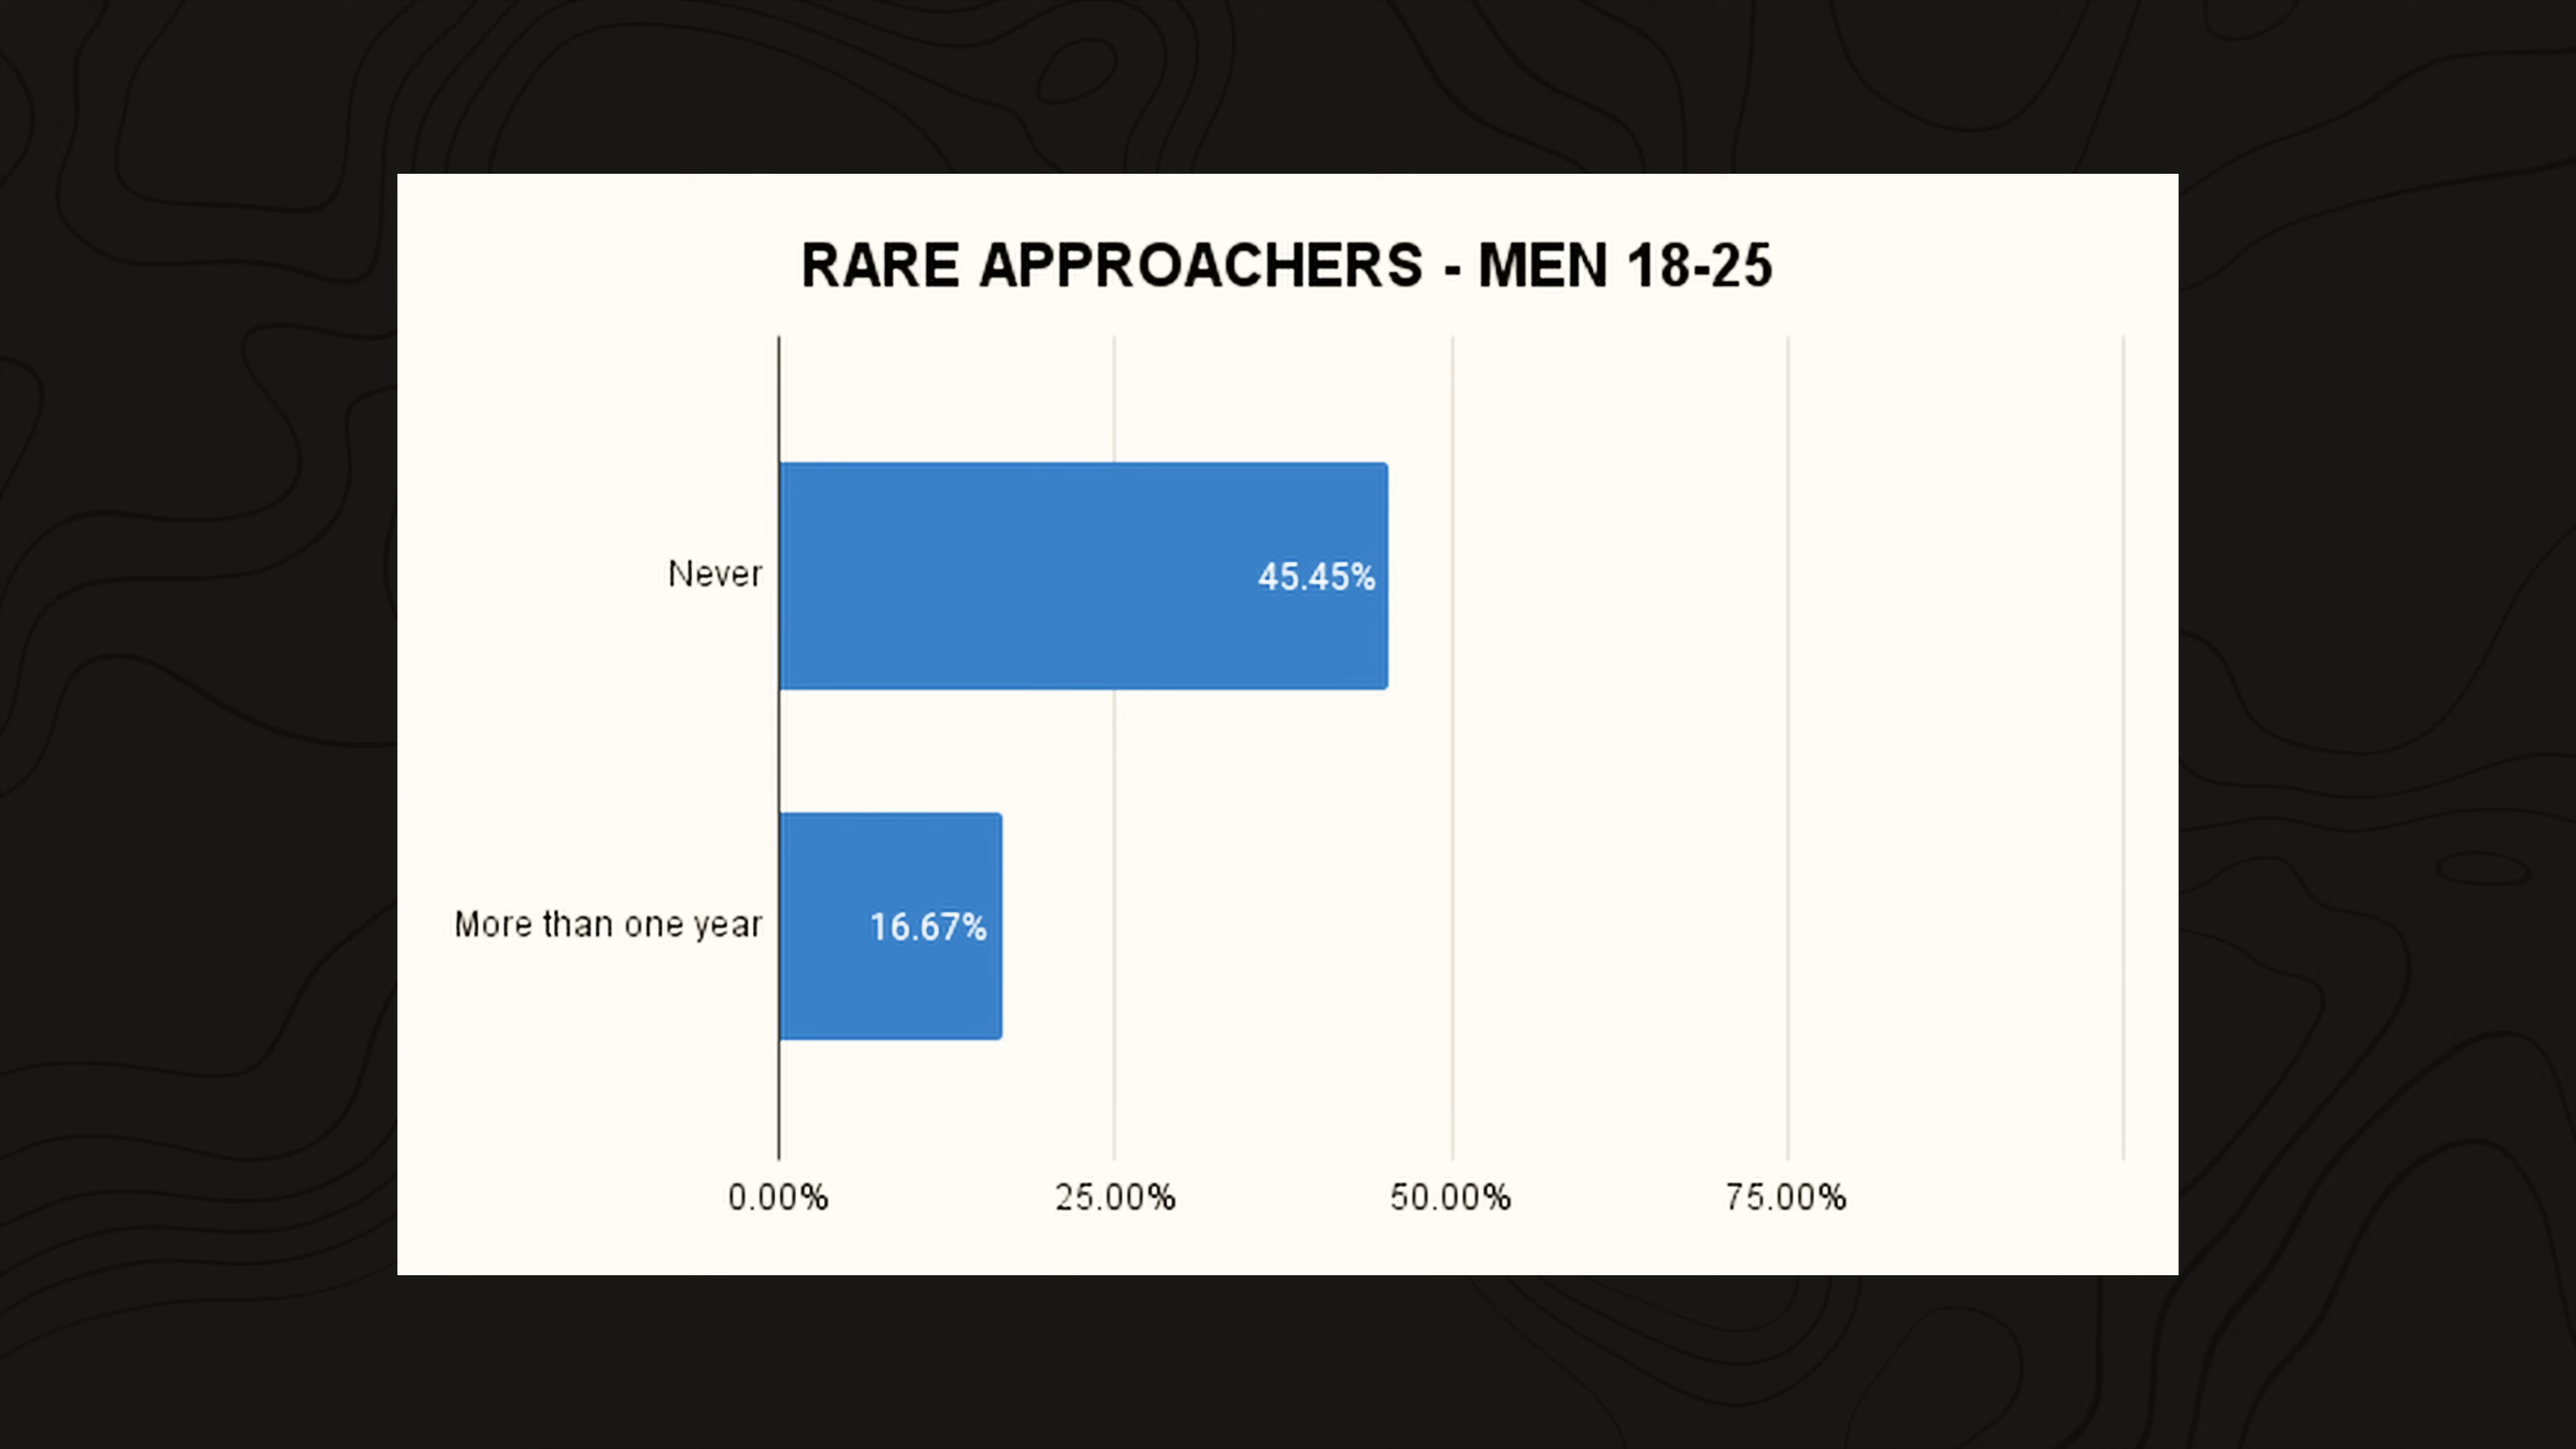 RARE APPROACHERS - MEN 18-25
Never
45.45%
More than one year
16.67%
0.00%
25.00%
50.00%
75.00%